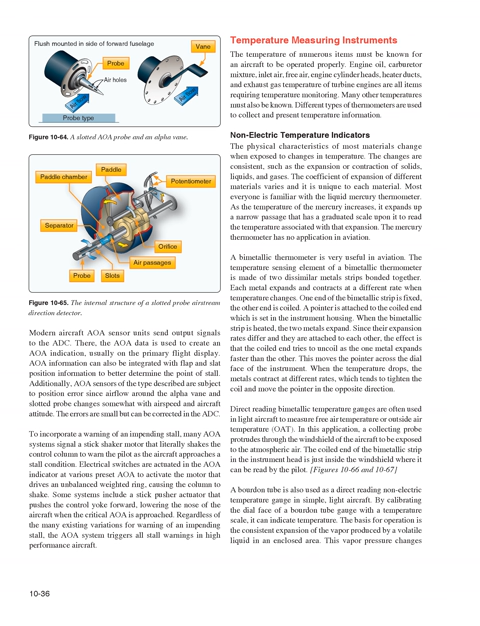 Flush mounted in side of forward fuselage
Vane
Probe
Air holes
Air flow
Air flow
Probe type
Figure 10-64. A slotted AOA probe and an alpha vane.
Paddle
Paddle chamber
Potentiometer
Separator
Orifice
Air passages
Probe
Slots
Figure 10-65. The internal structure of a slotted probe airstream
direction detector.
Modern aircraft AOA sensor units send output signals
to the ADC. There, the AOA data is used to create an
AOA indication, usually on the primary flight display.
AOA information can also be integrated with flap and slat
position information to better determine the point of stall.
Additionally, AOA sensors of the type described are subject
to position error since airflow around the alpha vane and
slotted probe changes somewhat with airspeed and aircraft
attitude. The errors are small but can be corrected in the ADC.
To incorporate a warning of an impending stall, many AOA
systems signal a stick shaker motor that literally shakes the
control column to warn the pilot as the aircraft approaches a
stall condition. Electrical switches are actuated in the AOA
indicator at various preset AOA to activate the motor that
drives an unbalanced weighted ring, causing the column to
shake. Some systems include a stick pusher actuator that
pushes the control yoke forward, lowering the nose of the
aircraft when the critical AOA is approached. Regardless of
the many existing variations for warning of an impending
stall, the AOA system triggers all stall warnings in high
performance aircraft.
Temperature Measuring Instruments
The temperature of numerous items must be known for
an aircraft to be operated properly. Engine oil, carburetor
mixture, inlet air, free air, engine cylinder heads, heater ducts,
and exhaust gas temperature of turbine engines are all items
requiring temperature monitoring. Many other temperatures
must also be known. Different types of thermometers are used
to collect and present temperature information.
Non-Electric Temperature Indicators
The physical characteristics of most materials change
when exposed to changes in temperature. The changes are
consistent, such as the expansion or contraction of solids,
liquids, and gases. The coefficient of expansion of different
materials varies and it is unique to each material. Most
everyone is familiar with the liquid mercury thermometer.
As the temperature of the mercury increases, it expands up
a narrow passage that has a graduated scale upon it to read
the temperature associated with that expansion. The mercury
thermometer has no application in aviation.
A bimetallic thermometer is very useful in aviation. The
temperature sensing element of a bimetallic thermometer
is made of two dissimilar metals strips bonded together.
Each metal expands and contracts at a different rate when
temperature changes. One end of the bimetallic strip is fixed,
the other end is coiled. A pointer is attached to the coiled end
which is set in the instrument housing. When the bimetallic
strip is heated, the two metals expand. Since their expansion
rates differ and they are attached to each other, the effect is
that the coiled end tries to uncoil as the one metal expands
faster than the other. This moves the pointer across the dial
face of the instrument. When the temperature drops, the
metals contract at different rates, which tends to tighten the
coil and move the pointer in the opposite direction.
Direct reading bimetallic temperature gauges are often used
in light aircraft to measure free air temperature or outside air
temperature (OAT). In this application, a collecting probe
protrudes through the windshield of the aircraft to be exposed
to the atmospheric air. The coiled end of the bimetallic strip
in the instrument head is just inside the windshield where it
can be read by the pilot. [Figures 10-66 and 10-67]
A bourdon tube is also used as a direct reading non-electric
temperature gauge in simple, light aircraft. By calibrating
the dial face of a bourdon tube gauge with a temperature
scale, it can indicate temperature. The basis for operation is
the consistent expansion of the vapor produced by a volatile
liquid in an enclosed area. This vapor pressure changes
10-36